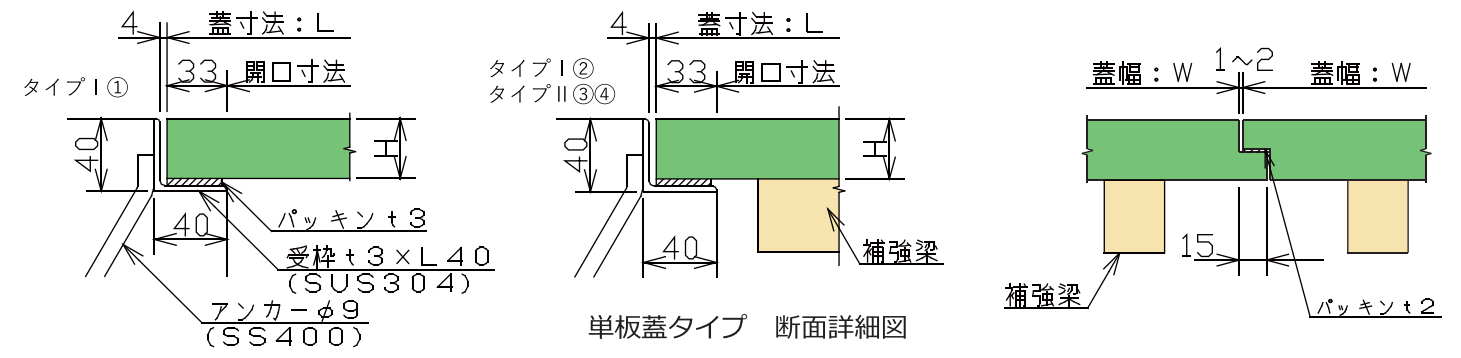 4
蓋寸法：L
33
開口寸法
タイプⅠ①
40
H
40
パッキンｔ３
受枠ｔ３×Ｌ４０
(SUS304)
アンカーφ９
(SS400)
4
蓋寸法：L
33
開口寸法
タイプⅠ②
タイプⅡ③④
40
H
40
補強梁
単板蓋タイプ　断面詳細図
1~2
蓋幅：W
蓋幅：W
15
補強梁
パッキンｔ２